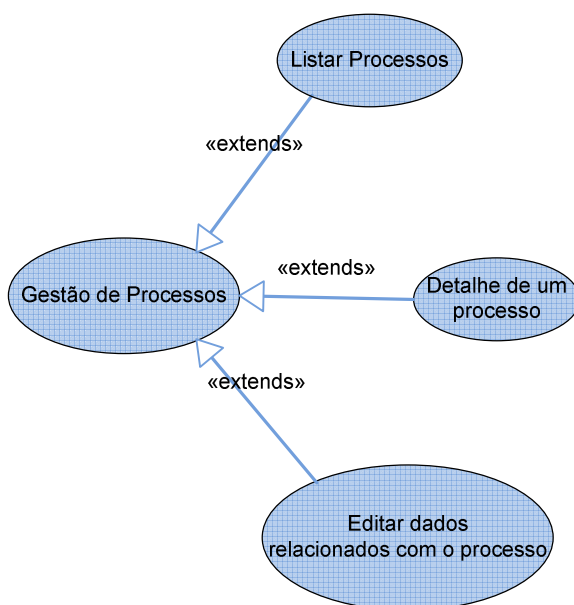 Listar Processos
«extends»
«extends»
Detalhe de um
processo
Gestão de Processos
«extends»
Editar dados
relacionados com o processo